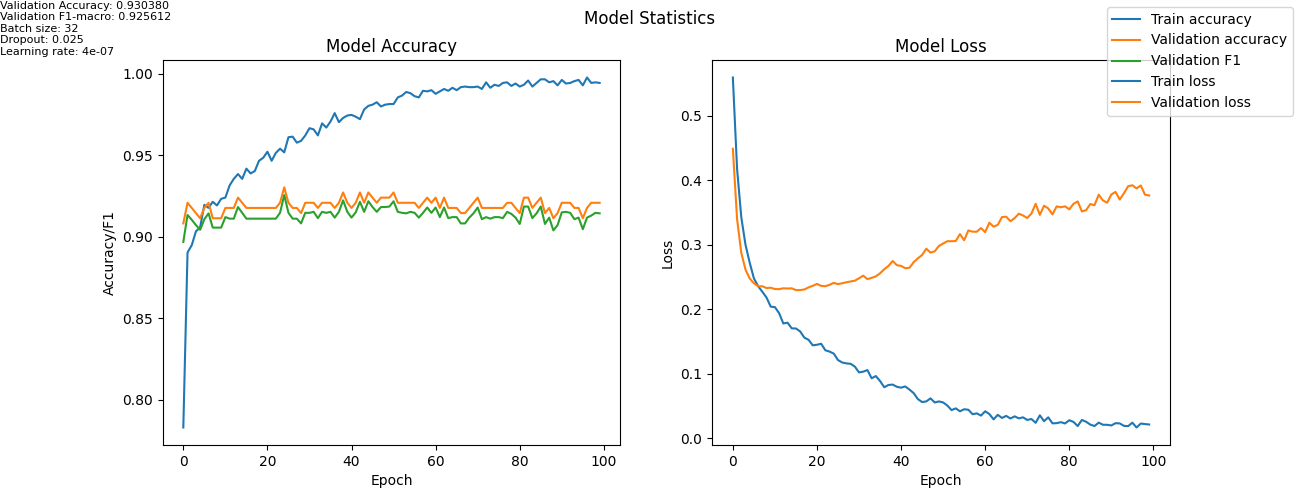 Validation Accuracy: 0.930380
Validation F1-macro: 0.925612
Batch size: 32
Dropout: 0.025
Learning rate: 4e-07
Model Statistics
Train accuracy
Validation accuracy
Validation F1
Train loss
Validation loss
Model Accuracy
1.00
0.95
0.90
0.85
0.80
Accuracy/F1
0
20
40
60
80
100
Epoch
Model Loss
0.5
0.4
0.3
0.2
0.1
0.0
Loss
0
20
40
60
80
100
Epoch